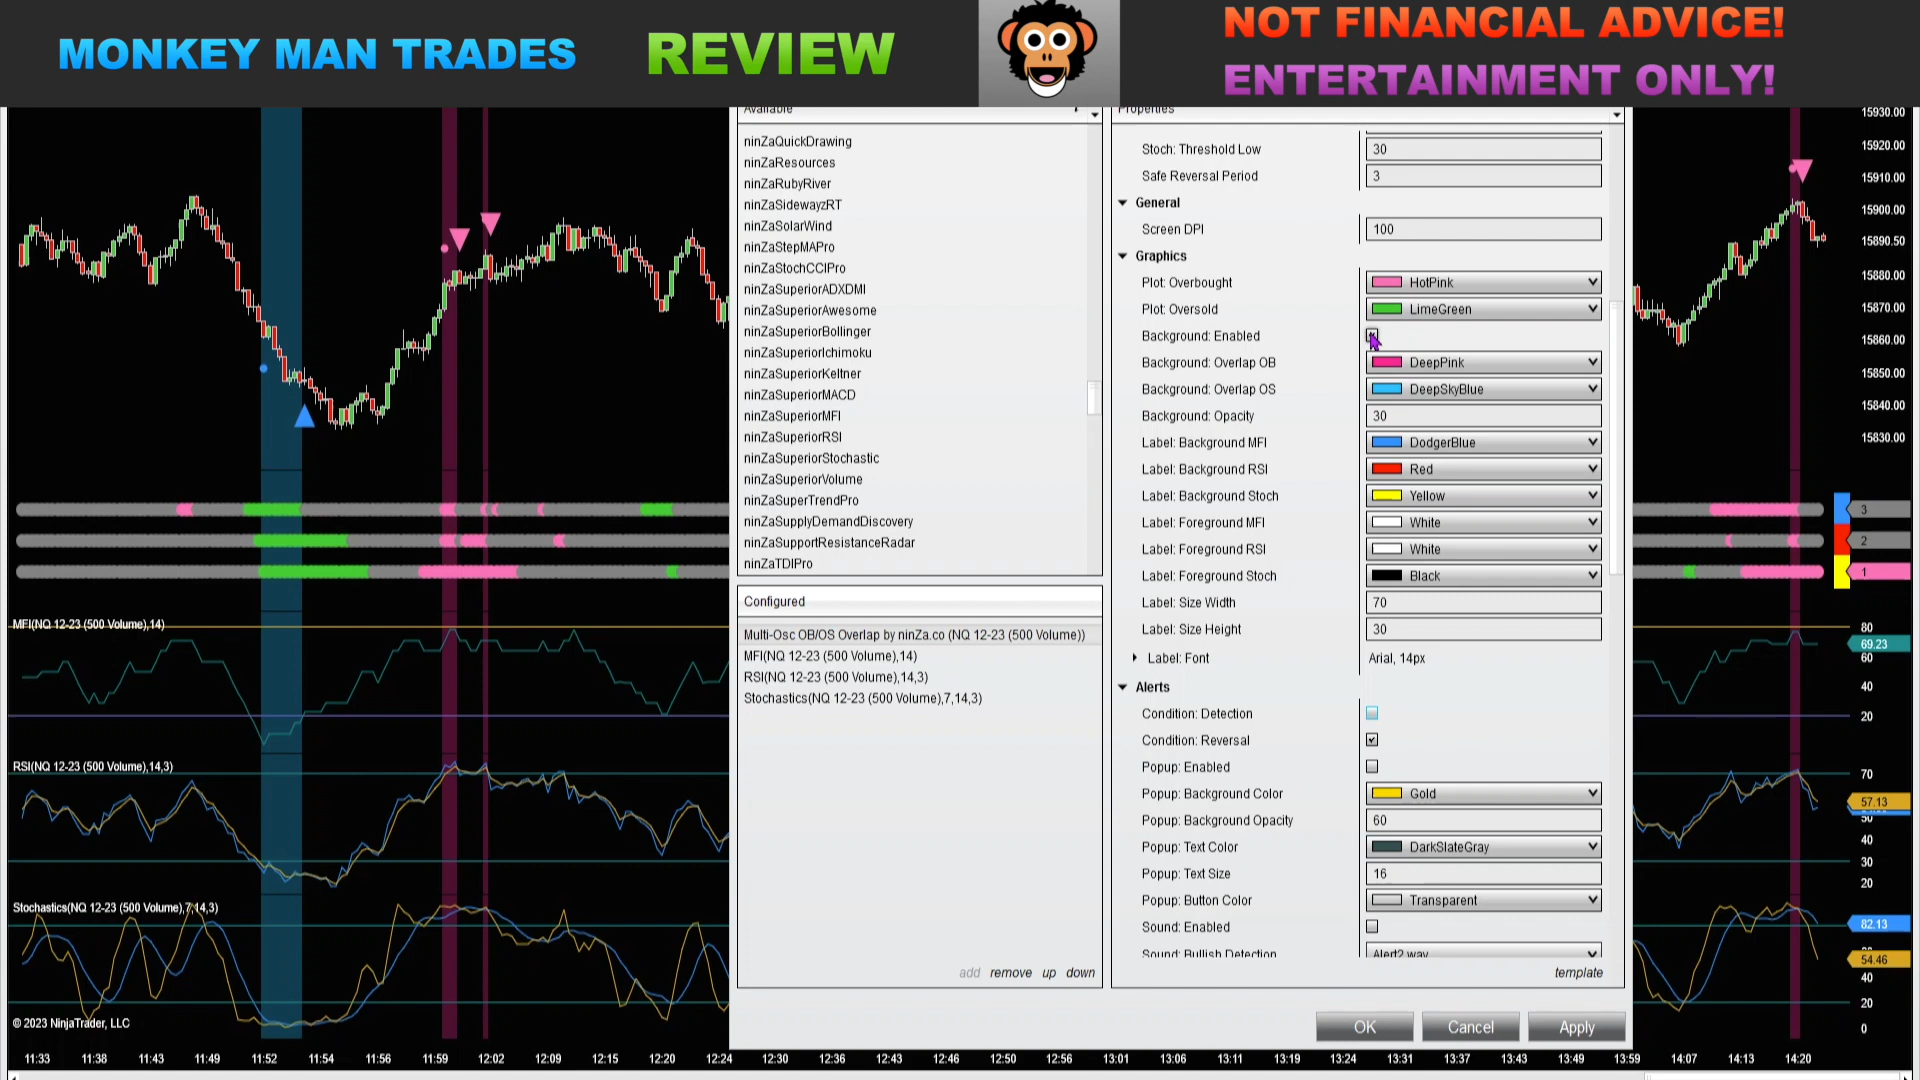 MONKEY MAN TRADES
REVIEW
NOT FINANCIAL ADVICE!
ENTERTAINMENT ONLY!
Available
ninZaQuickDrawing
ninZaResources
ninZaRubyRiver
ninZaSidewayzRT
ninZaSolarWind
ninZaStepMAPro
ninZaStochCCIPro
ninZaSuperiorADXDMI
ninZaSuperiorAwesome
ninZaSuperiorBollinger
ninZaSuperiorIchimoku
ninZaSuperiorKeltner
ninZaSuperiorMACD
ninZaSuperiorMFI
ninZaSuperiorRSI
ninZaSuperiorStochastic
ninZaSuperiorVolume
ninZaSuperTrendPro
ninZaSupplyDemandDiscovery
ninZaSupportResistanceRadar
ninZaTDIPro
Configured
Multi-Osc OB/OS Overlap by ninZa.co (NQ 12-23 (500 Volume))
MFI(NQ 12-23 (500 Volume),14)
RSI(NQ 12-23 (500 Volume),14,3)
Stochastics(NQ 12-23 (500 Volume),7,14,3)
add remove up down
Properties
Stoch: Threshold Low 30
Safe Reversal Period 3
General
Screen DPI 100
Graphics
Plot: Overbought HotPink
Plot: Oversold LimeGreen
Background: Enabled
Background: Overlap OB DeepPink
Background: Overlap OS DeepSkyBlue
Background: Opacity 30
Label: Background MFI DodgerBlue
Label: Background RSI Red
Label: Background Stoch Yellow
Label: Foreground MFI White
Label: Foreground RSI White
Label: Foreground Stoch Black
Label: Size Width 70
Label: Size Height 30
Label: Font Arial, 14px
Alerts
Condition: Detection
Condition: Reversal
Popup: Enabled
Popup: Background Color Gold
Popup: Background Opacity 60
Popup: Text Color DarkSlateGray
Popup: Text Size 16
Popup: Button Color Transparent
Sound: Enabled
Sound: Bullish Detection Alert2.wav
template
OK Cancel Apply
MFI(NQ 12-23 (500 Volume),14)
RSI(NQ 12-23 (500 Volume),14,3)
Stochastics(NQ 12-23 (500 Volume),7,14,3)
© 2023 NinjaTrader, LLC
15930.00
15920.00
15910.00
15900.00
15890.50
15880.00
15870.00
15860.00
15850.00
15840.00
15830.00
3
2
1
80
69.23
60
40
20
70
57.13
50
40
30
20
82.13
54.46
40
20
0
11:33 11:38 11:43 11:49 11:52 11:54 11:56 11:59 12:02 12:09 12:15 12:20 12:24 12:30 12:36 12:43 12:46 12:50 12:56 13:01 13:06 13:11 13:19 13:24 13:31 13:37 13:43 13:49 13:59 14:07 14:13 14:20